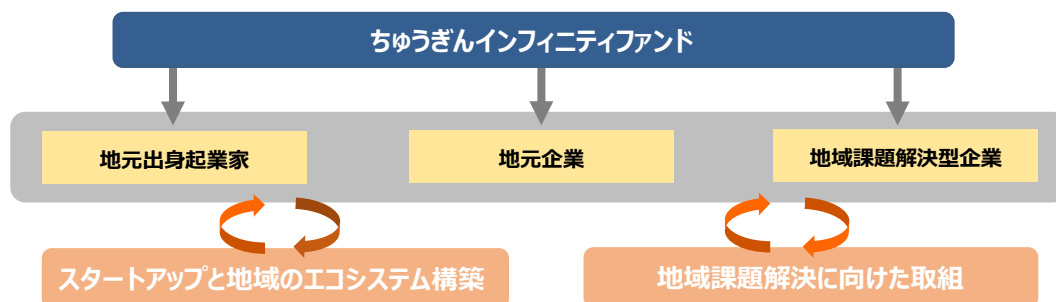 ちゅうぎんインフィニティファンド
地元出身起業家
地元企業
地域課題解決型企業
スタートアップと地域のエコシステム構築
地域課題解決に向けた取組